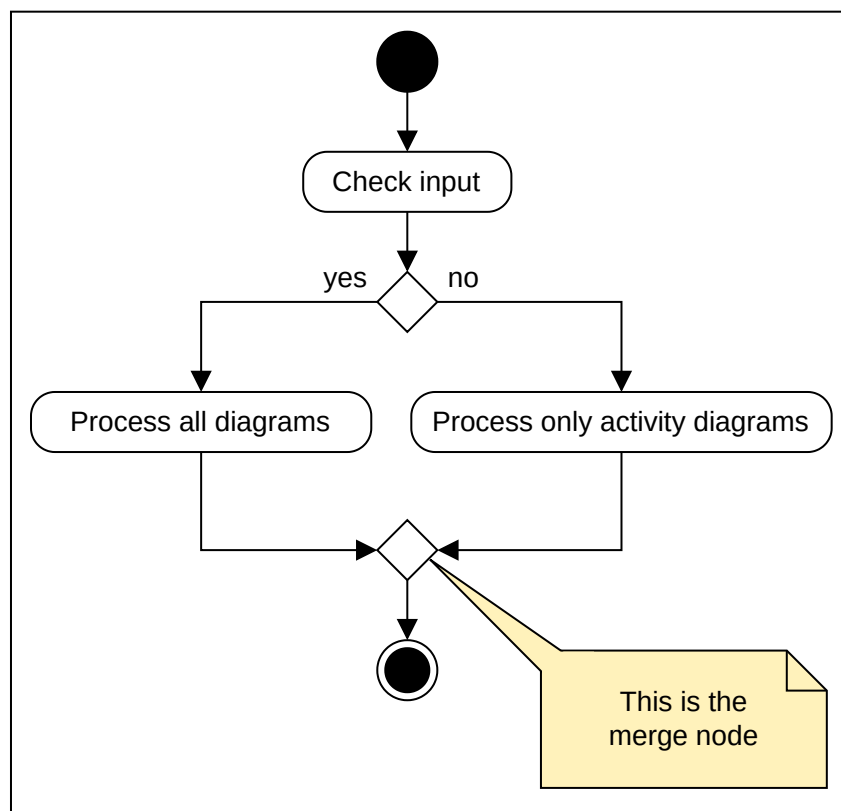 Check input
yes
no
Process all diagrams
Process only activity diagrams
This is the
merge node